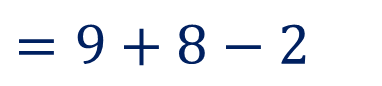 = 9 + 8 − 2